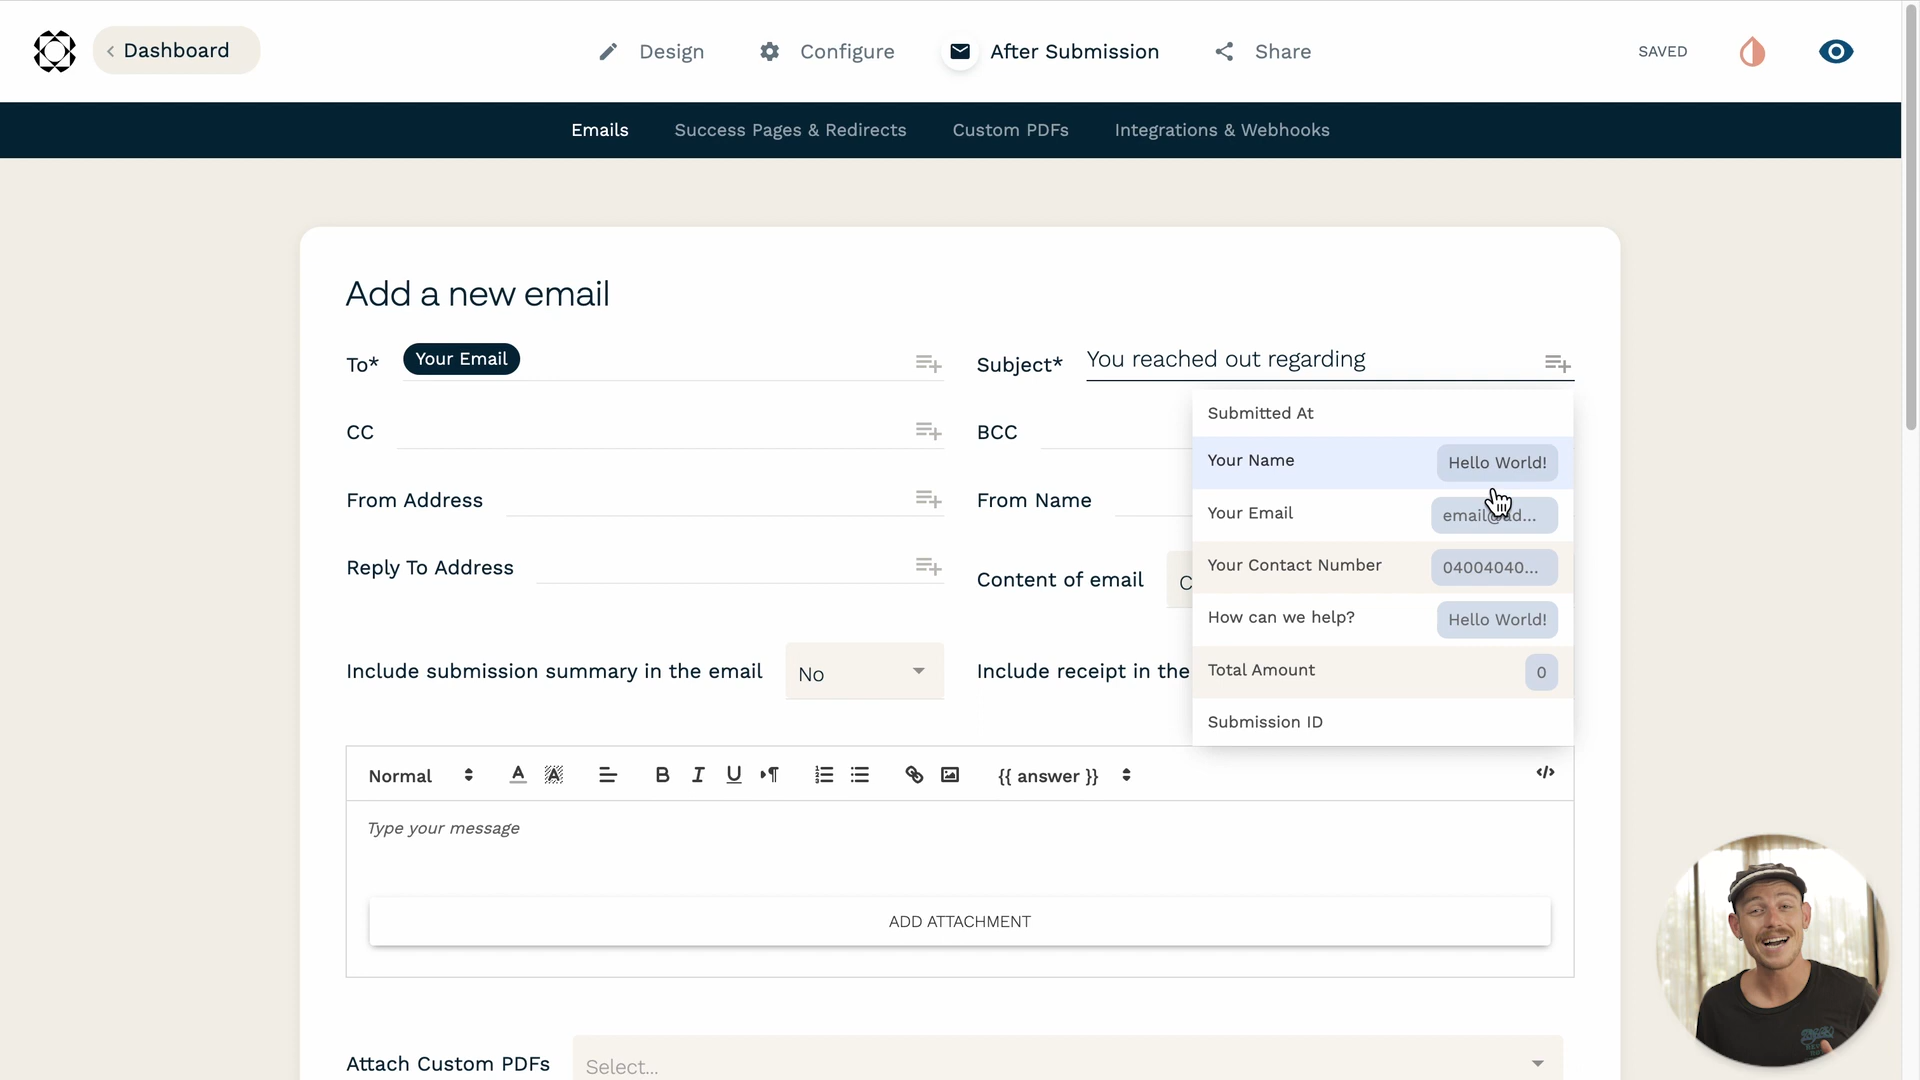 Dashboard
Design
Configure
After Submission
Share
SAVED
Emails
Success Pages & Redirects
Custom PDFs
Integrations & Webhooks
Add a new email
To*
Your Email
Subject*
You reached out regarding
Submitted At
CC
BCC
Your Name
Hello World!
From Address
From Name
Your Email
email@ad...
Reply To Address
Content of email
C
Your Contact Number
04004040...
How can we help?
Hello World!
Include submission summary in the email
No
Include receipt in the
Total Amount
0
Submission ID
Normal
A
A
B
I
U
{{ answer }}
Type your message
ADD ATTACHMENT
Attach Custom PDFs
Select...